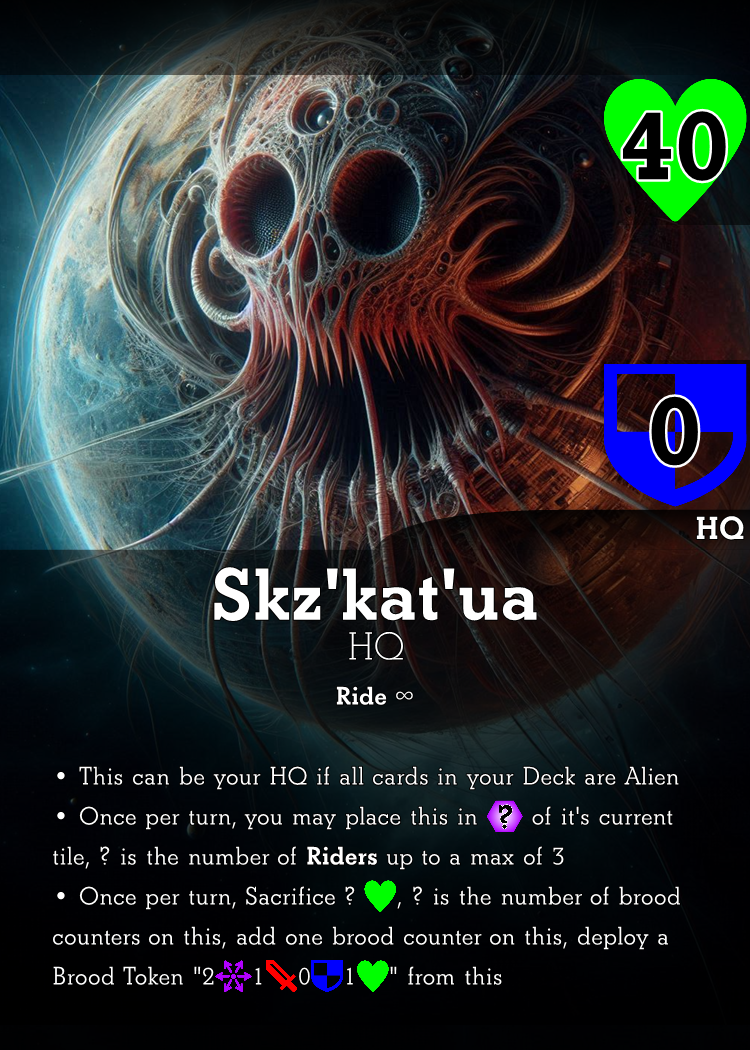 40
0
HQ
Skz'kat'ua
HQ
Ride ∞
• This can be your HQ if all cards in your Deck are Alien
• Once per turn, you may place this in ? of it's current
tile, ? is the number of Riders up to a max of 3
• Once per turn, Sacrifice ? , ? is the number of brood
counters on this, add one brood counter on this, deploy a
Brood Token "2 1 0 1 " from this